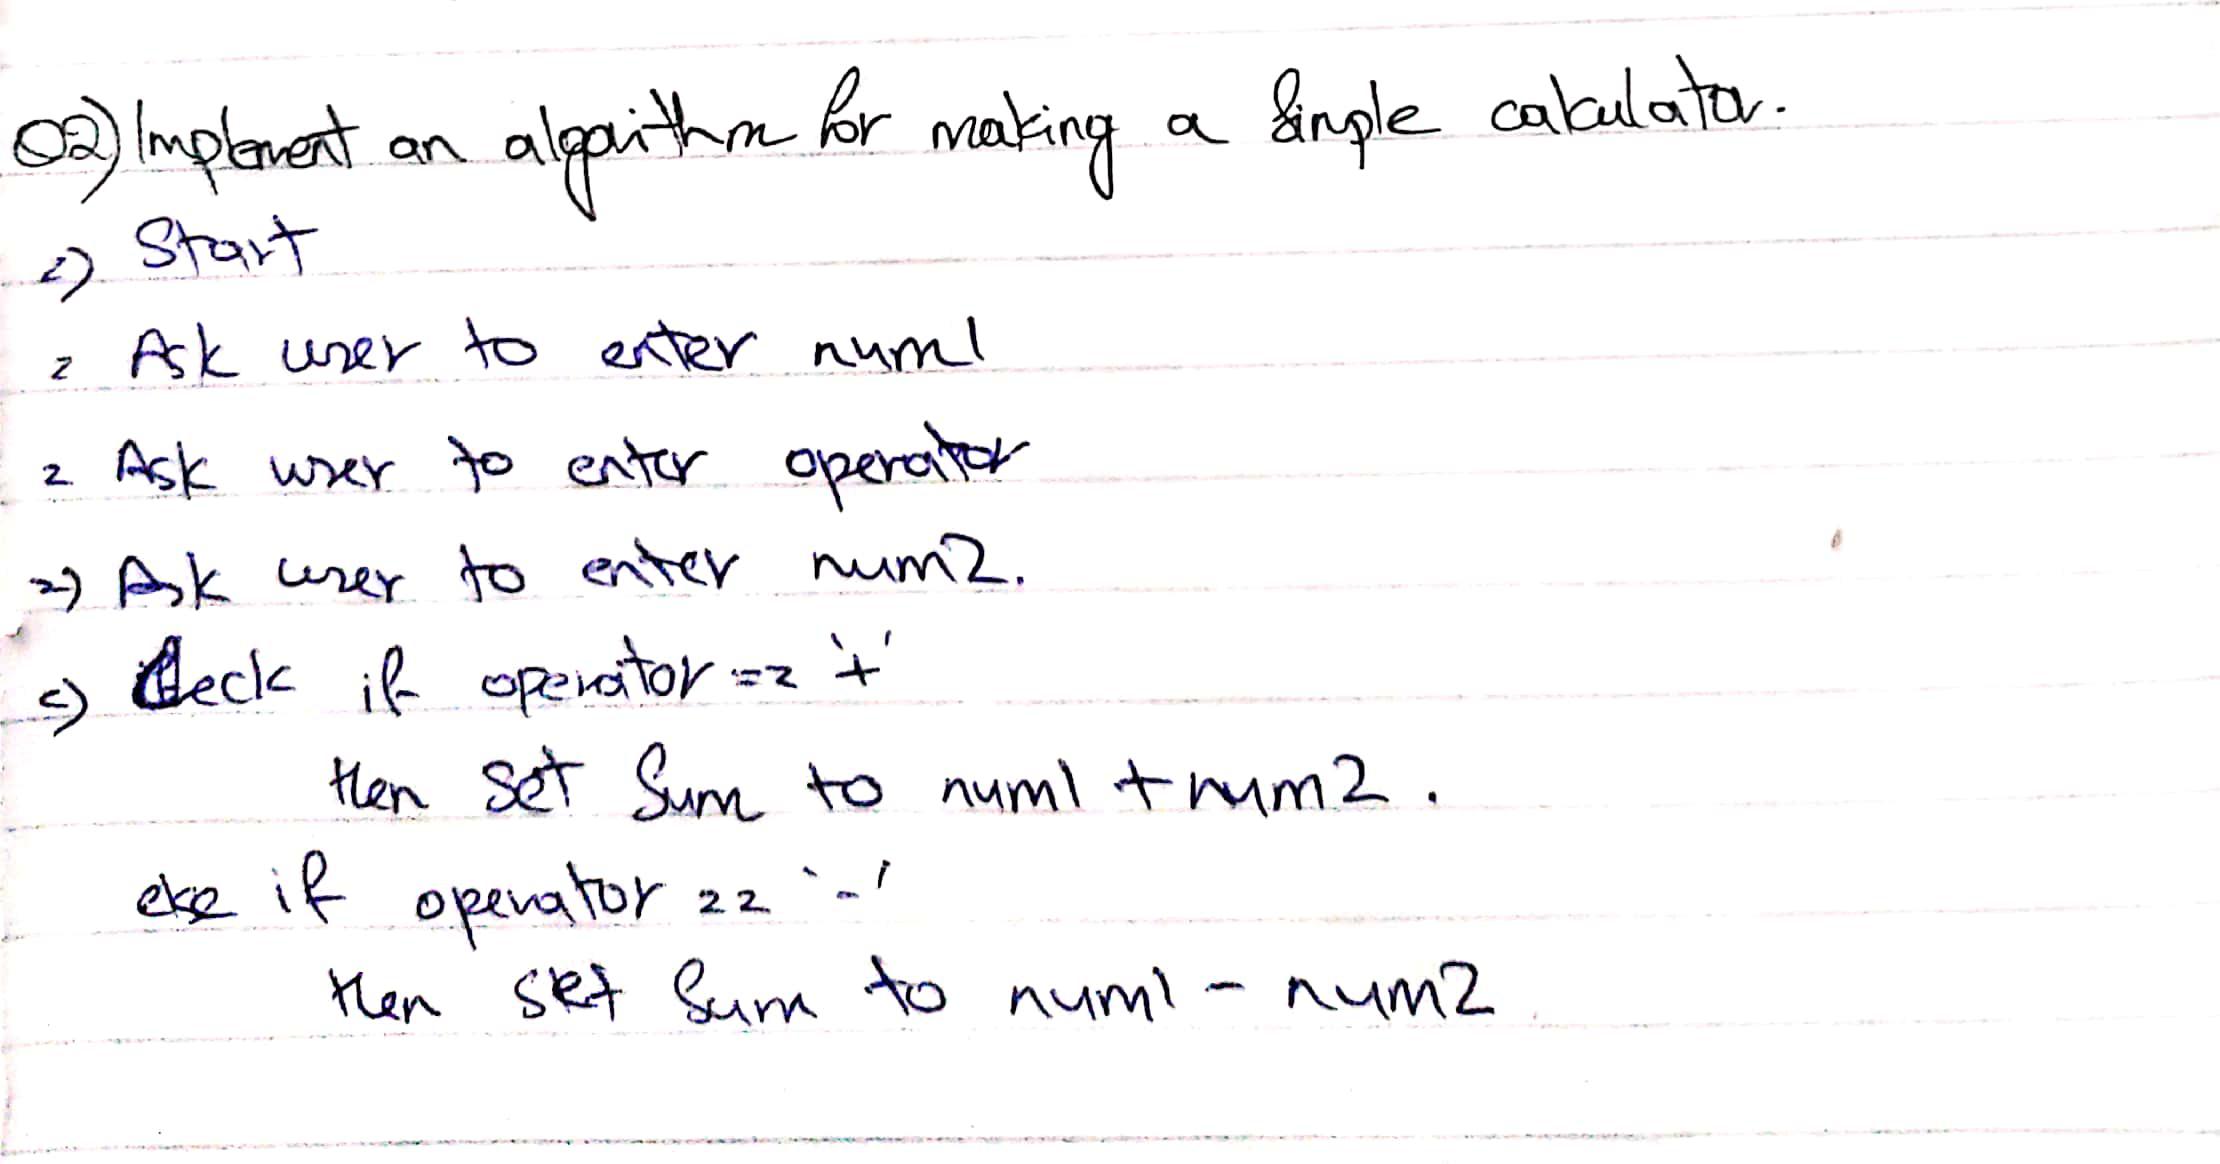 Q2) Implement an algorithm for making a simple calculator.
1) Start
2 Ask user to enter num1
2 Ask user to enter operator
2) Ask user to enter num2.
c) Check if operator == '+'
then set Sum to num1 + num2.
else if operator == '-'
then set Sum to num1 - num2